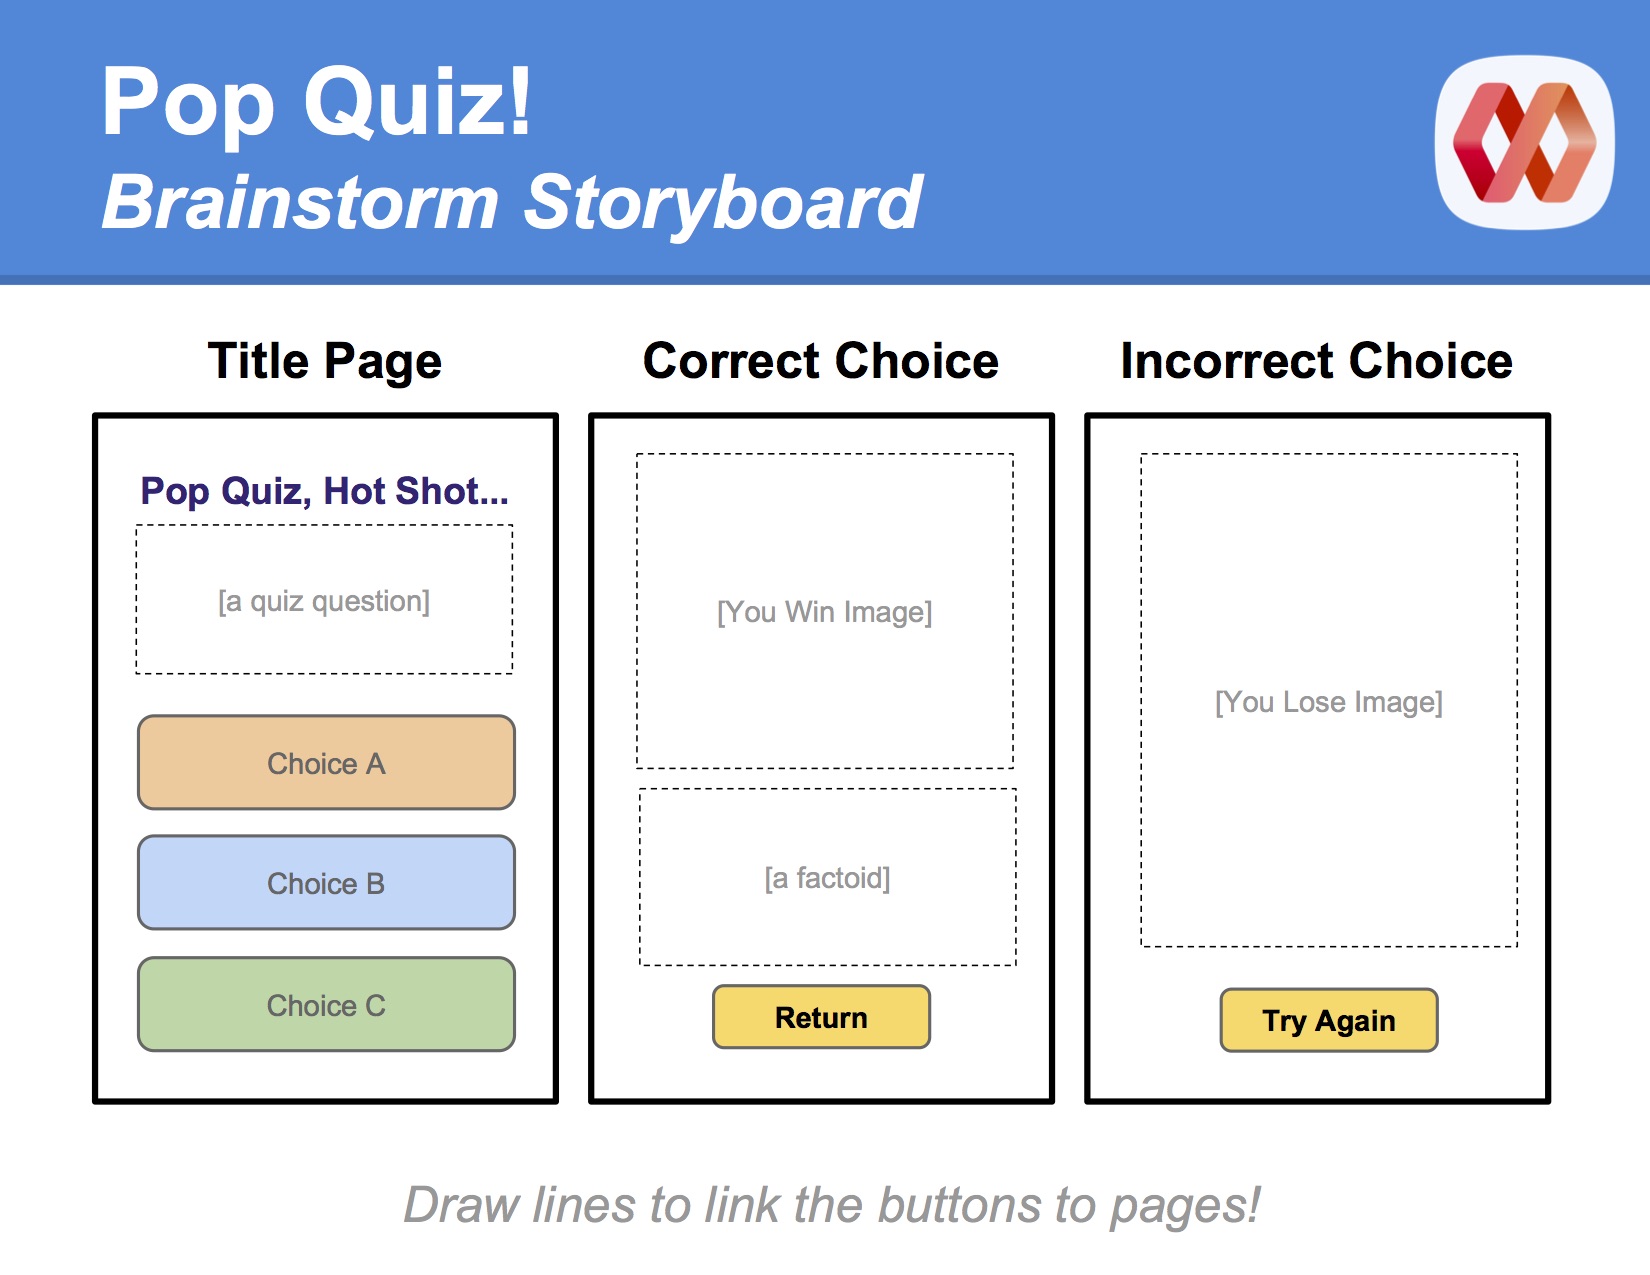 Pop Quiz!
Brainstorm Storyboard
Title Page
Pop Quiz, Hot Shot...
[a quiz question]
Choice A
Choice B
Choice C
Correct Choice
[You Win Image]
[a factoid]
Return
Incorrect Choice
[You Lose Image]
Try Again
Draw lines to link the buttons to pages!